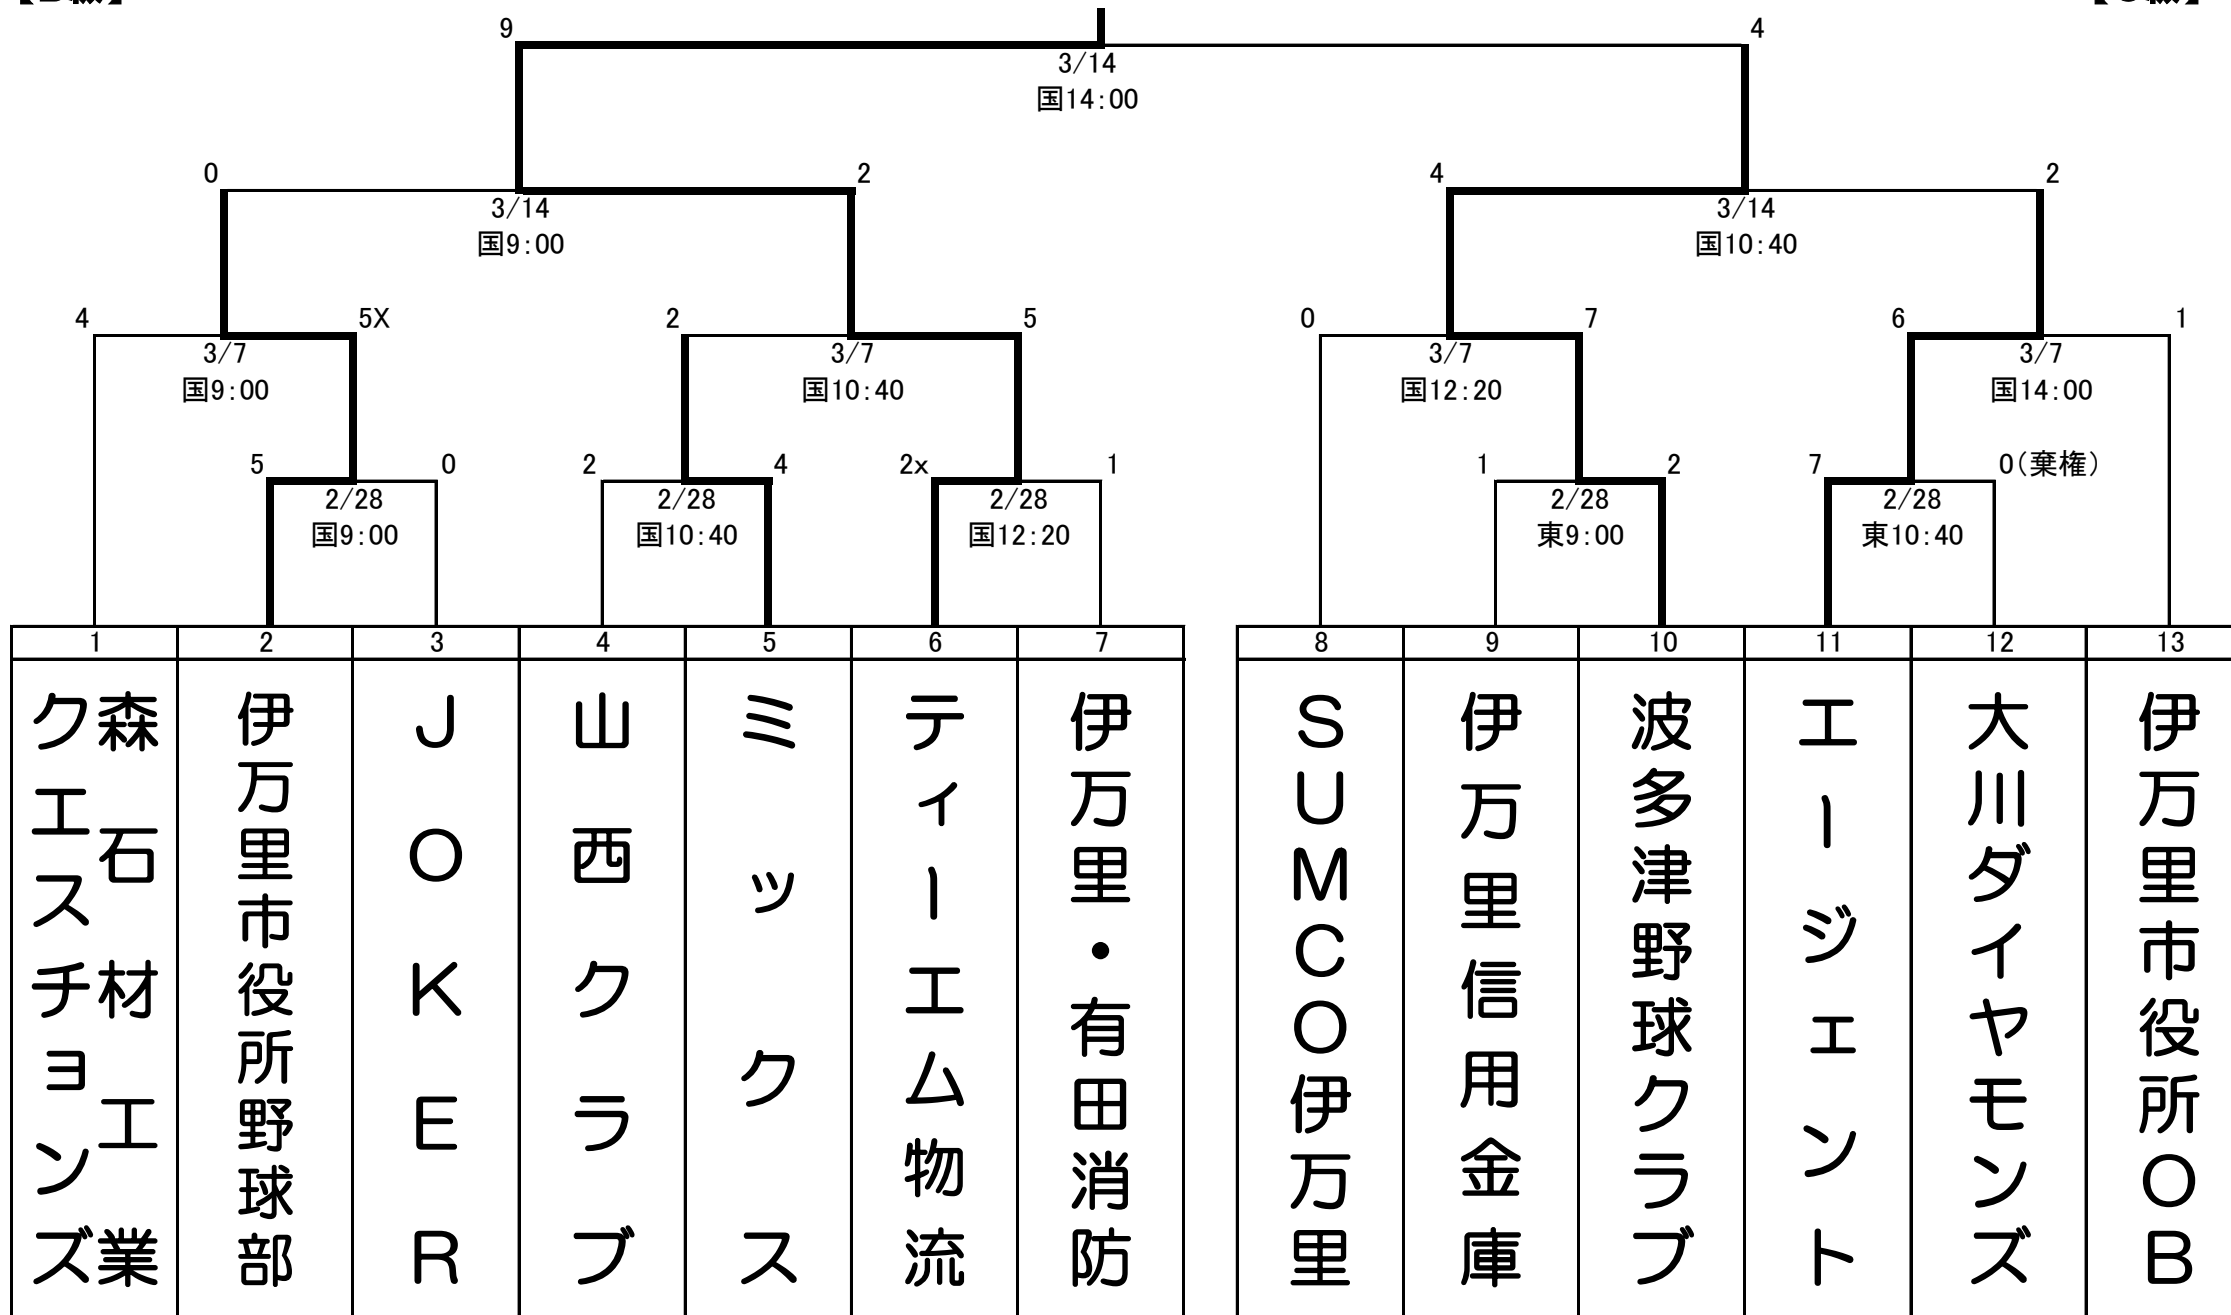 9 4
3/14
国14:00
0 2 4 2
3/14 3/14
国9:00 国10:40
4 5X 2 5 0 7 6 1
3/7 3/7 3/7 3/7
国9:00 国10:40 国12:20 国14:00
5 0 2 4 2x 1 1 2 7 0(棄権)
2/28 2/28 2/28 2/28 2/28
国9:00 国10:40 国12:20 東9:00 東10:40
1 2 3 4 5 6 7 8 9 10 11 12 13
森石材工業
クエスチョンズ
伊万里市役所野球部
JOKER
山西クラブ
ミックス
ティーエム物流
伊万里・有田消防
SUMCO伊万里
伊万里信用金庫
波多津野球クラブ
エージェント
大川ダイヤモンズ
伊万里市役所OB